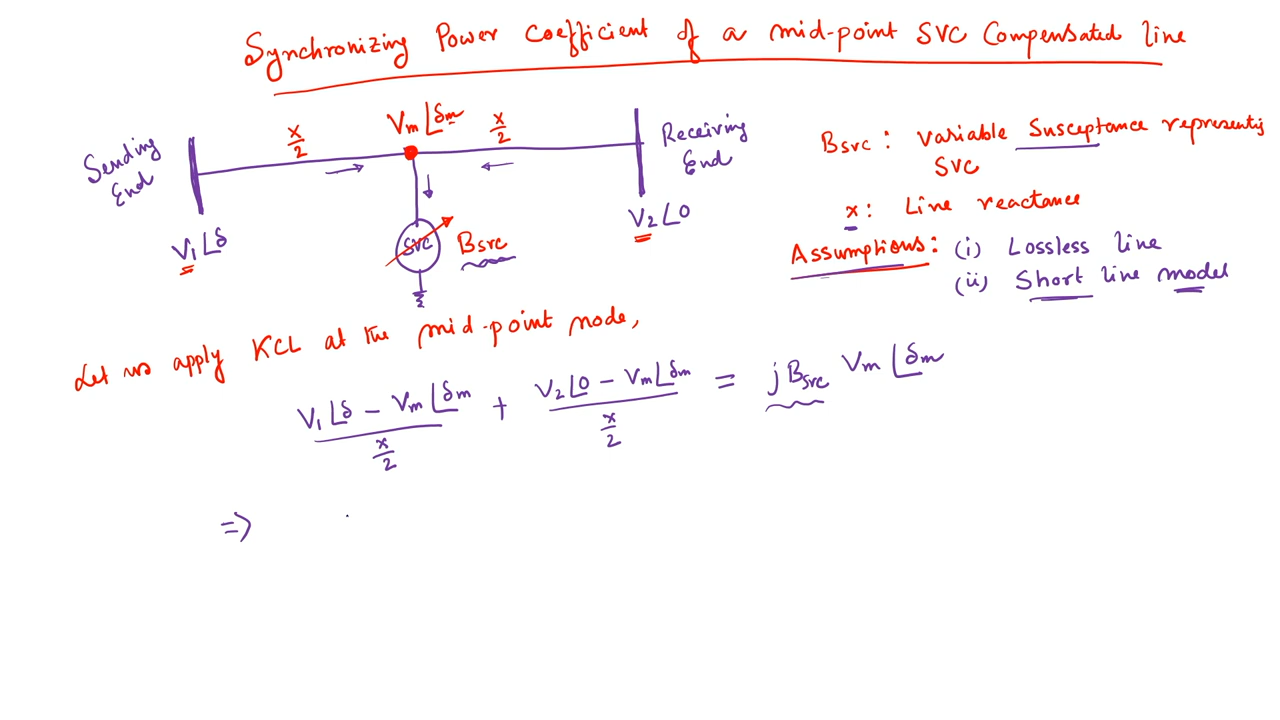 Synchronizing Power Coefficient of a mid-point SVC Compensated line
Sending End
x/2
Vm∠δm
x/2
Receiving End
V1∠δ
SVC
Bsvc
V2∠0
Bsvc : Variable Susceptance representing
SVC
x : Line reactance
Assumptions : (i) Lossless line
(ii) Short line model
Let us apply KCL at the mid-point node,
(V1∠δ - Vm∠δm)/(x/2) + (V2∠0 - Vm∠δm)/(x/2) = jBsvc Vm∠δm
⇒